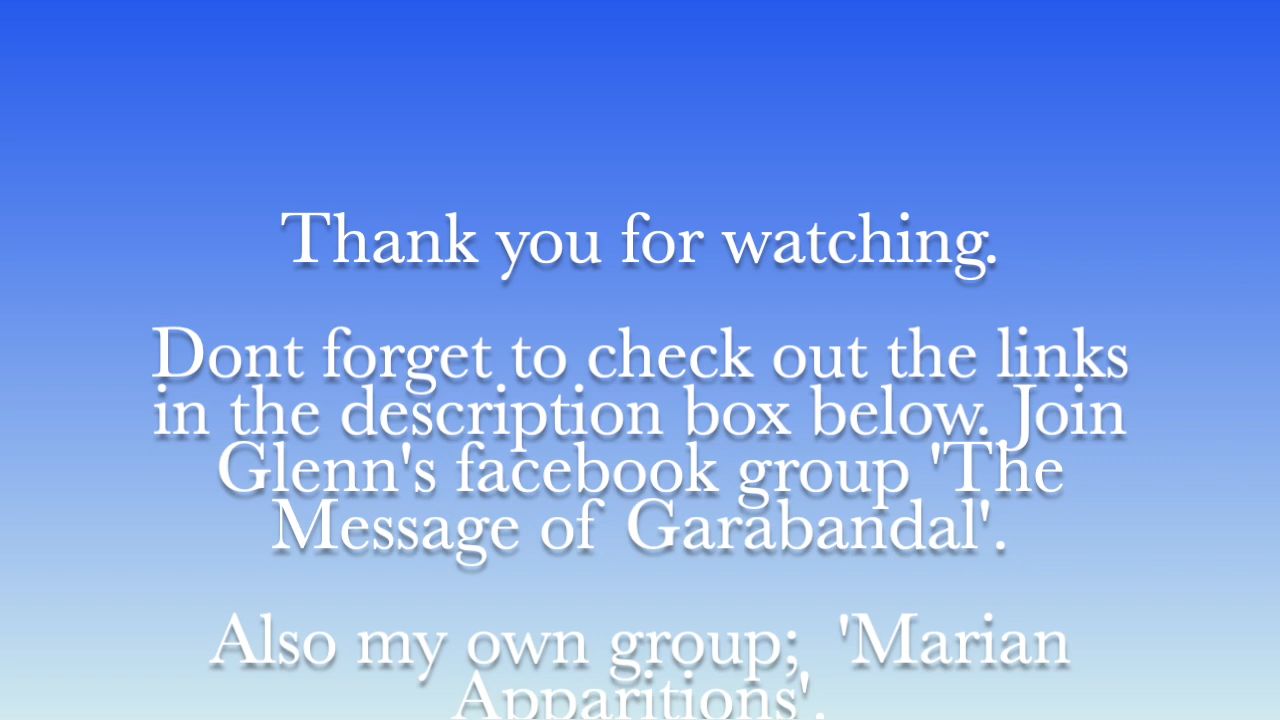 Thank you for watching.
Dont forget to check out the links
in the description box below. Join
Glenn's facebook group 'The
Message of Garabandal'.
Also my own group; 'Marian
Apparitions'.